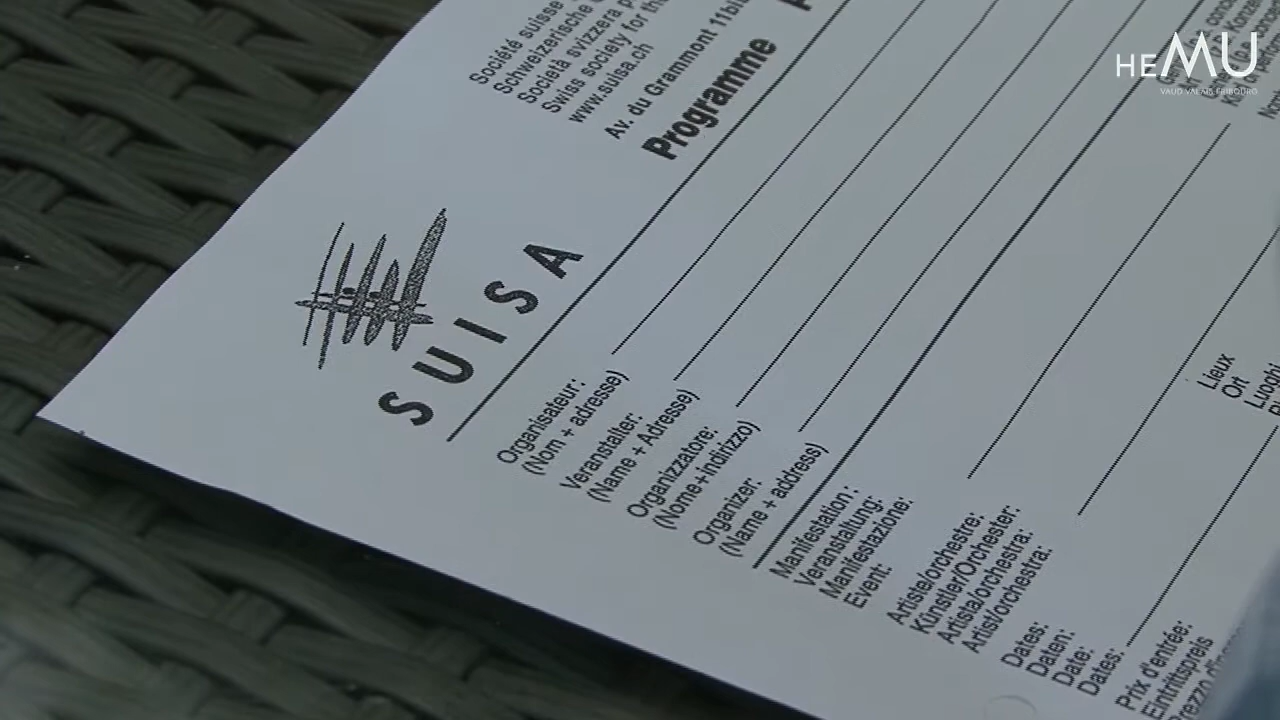 HEMU
VAUD VALAIS FRIBOURG
Société suisse
Schweizerische
Società svizzera
Swiss society for
www.suisa.ch
Av. du Grammont 11bis
Programme
SUISA
Organisateur:
(Nom + adresse)
Veranstalter:
(Name + Adresse)
Organizzatore:
(Nome+indirizzo)
Organizer:
(Name + address)
Manifestation:
Veranstaltung:
Manifestazione:
Event:
Artiste/orchestre:
Künstler/Orchester:
Artista/orchestra:
Artist/orchestra:
Dates:
Daten:
Date:
Dates:
Lieux
Ort
Luoghi
Prix d'entrée:
Eintrittspreis
Prezzo